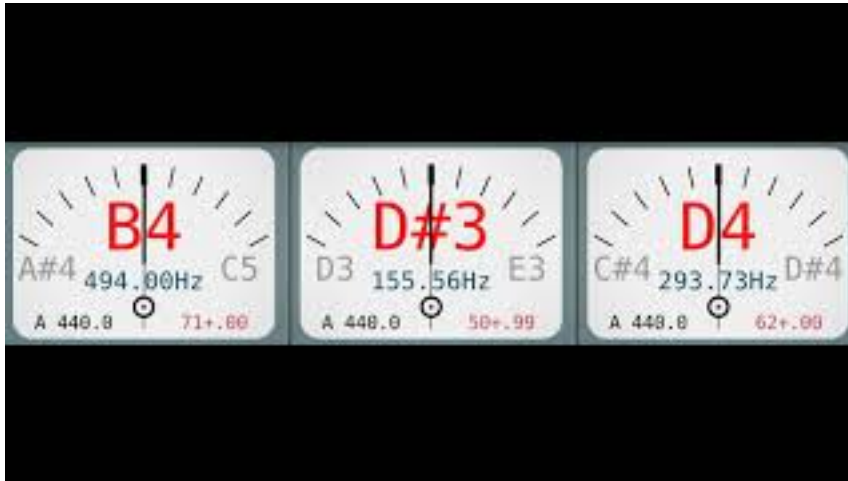 B4
A#4 494.00Hz C5
A 440.0 71+.00
D#3
D3 155.56Hz E3
A 440.0 50+.99
D4
C#4 293.73Hz D#4
A 440.0 62+.00